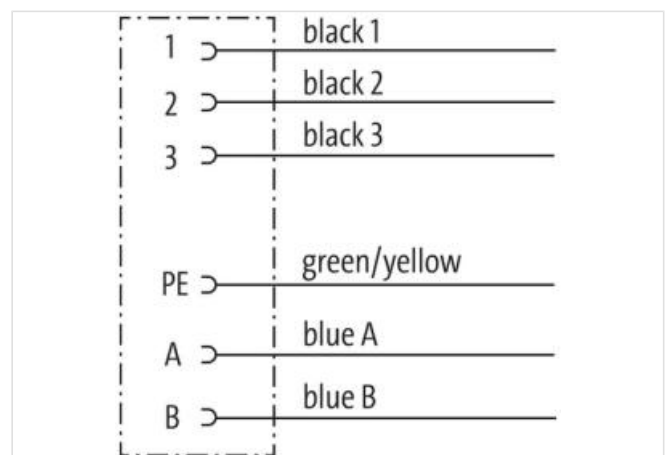 1 black 1
2 black 2
3 black 3
PE green/yellow
A blue A
B blue B